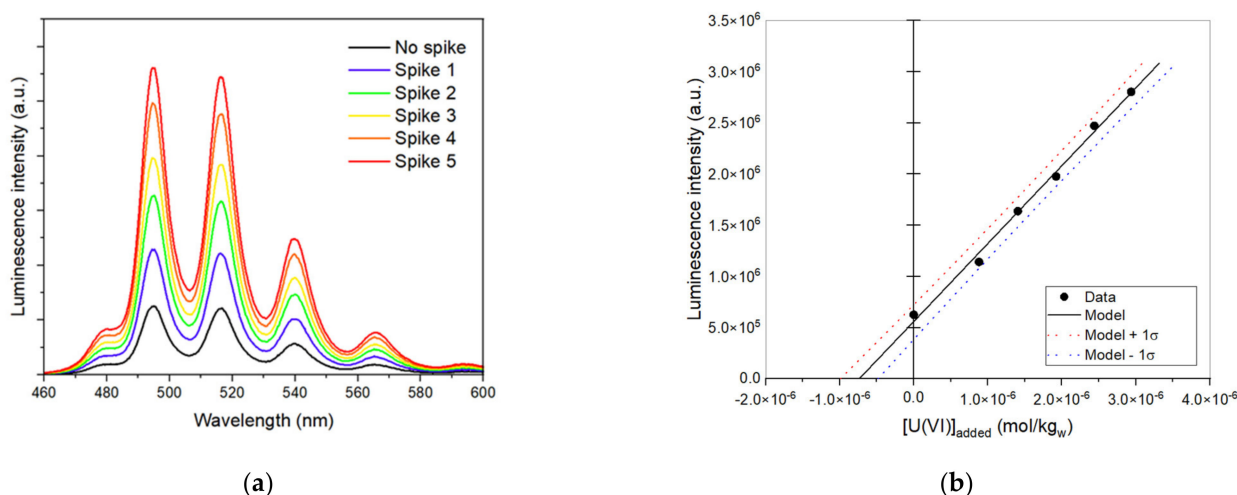 Luminescence intensity (a.u.)
No spike
Spike 1
Spike 2
Spike 3
Spike 4
Spike 5
460 480 500 520 540 560 580 600
Wavelength (nm)
(a)
Luminescence intensity (a.u.)
3.5×10⁶
3.0×10⁶
2.5×10⁶
2.0×10⁶
1.5×10⁶
1.0×10⁶
5.0×10⁵
0.0
Data
Model
Model + 1σ
Model - 1σ
-2.0×10⁻⁶ -1.0×10⁻⁶ 0.0 1.0×10⁻⁶ 2.0×10⁻⁶ 3.0×10⁻⁶ 4.0×10⁻⁶
[U(VI)]added (mol/kgw)
(b)